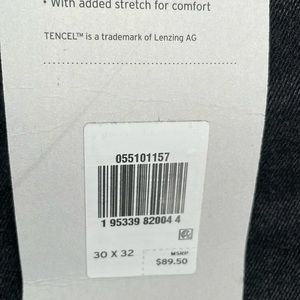 • With added stretch for comfort
TENCEL™ is a trademark of Lenzing AG
055101157
1 95339 82004 4
30 X 32
MSRP
$89.50